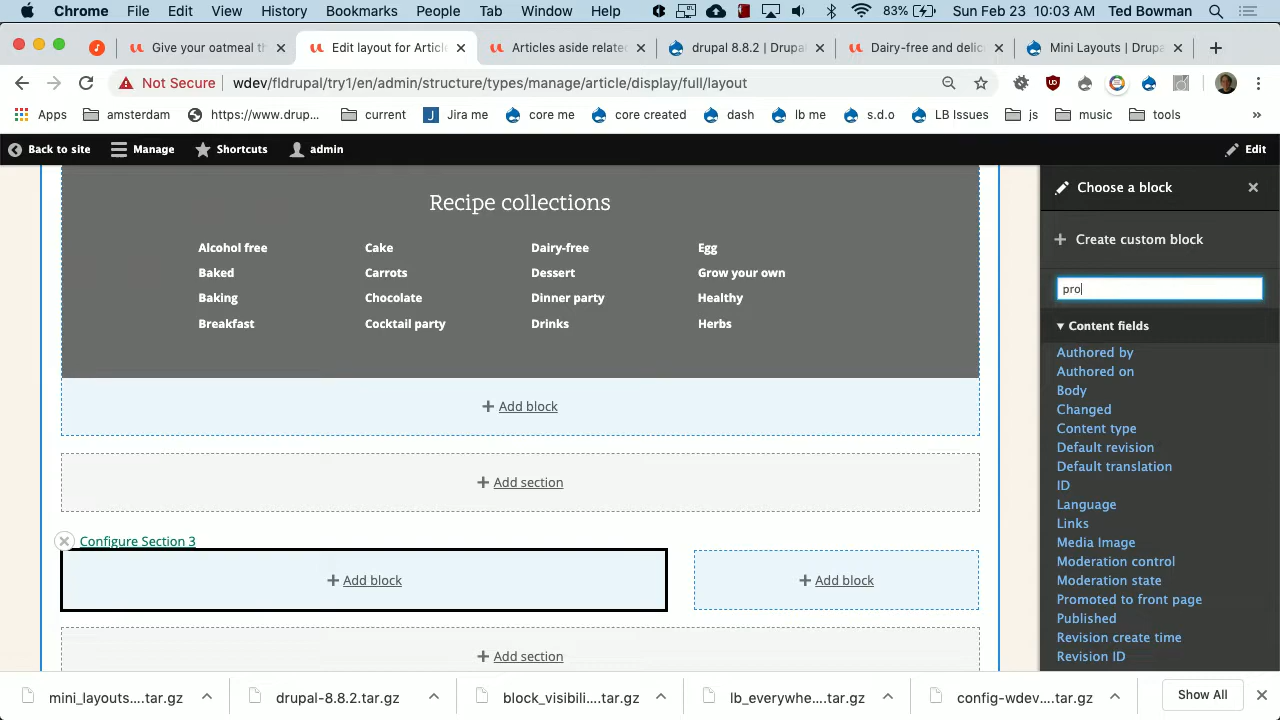 Chrome File Edit View History Bookmarks People Tab Window Help 83% Sun Feb 23 10:03 AM Ted Bowman
Give your oatmeal th Edit layout for Article Articles aside related drupal 8.8.2 | Drupal Dairy-free and delic Mini Layouts | Drupal
Not Secure wdev/fldrupal/try1/en/admin/structure/types/manage/article/display/full/layout
Apps amsterdam https://www.drup... current Jira me core me core created dash lb me s.d.o LB Issues js music tools »
Back to site Manage Shortcuts admin Edit
Choose a block
+ Create custom block
pro
▾ Content fields
Authored by
Authored on
Body
Changed
Content type
Default revision
Default translation
ID
Language
Links
Media Image
Moderation control
Moderation state
Promoted to front page
Published
Revision create time
Revision ID
Recipe collections
Alcohol free Cake Dairy-free Egg
Baked Carrots Dessert Grow your own
Baking Chocolate Dinner party Healthy
Breakfast Cocktail party Drinks Herbs
+ Add block
+ Add section
Configure Section 3
+ Add block + Add block
+ Add section
mini_layouts....tar.gz drupal-8.8.2.tar.gz block_visibili....tar.gz lb_everywhe....tar.gz config-wdev....tar.gz Show All